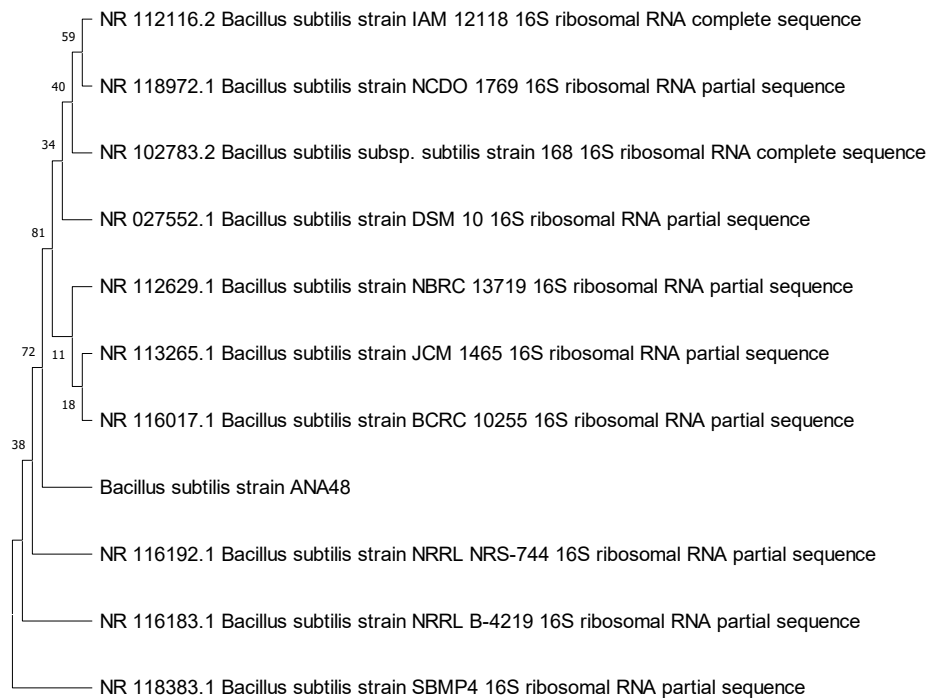 NR 112116.2 Bacillus subtilis strain IAM 12118 16S ribosomal RNA complete sequence
59
NR 118972.1 Bacillus subtilis strain NCDO 1769 16S ribosomal RNA partial sequence
40
34
NR 102783.2 Bacillus subtilis subsp. subtilis strain 168 16S ribosomal RNA complete sequence
NR 027552.1 Bacillus subtilis strain DSM 10 16S ribosomal RNA partial sequence
81
NR 112629.1 Bacillus subtilis strain NBRC 13719 16S ribosomal RNA partial sequence
72
11
NR 113265.1 Bacillus subtilis strain JCM 1465 16S ribosomal RNA partial sequence
18
NR 116017.1 Bacillus subtilis strain BCRC 10255 16S ribosomal RNA partial sequence
38
Bacillus subtilis strain ANA48
NR 116192.1 Bacillus subtilis strain NRRL NRS-744 16S ribosomal RNA partial sequence
NR 116183.1 Bacillus subtilis strain NRRL B-4219 16S ribosomal RNA partial sequence
NR 118383.1 Bacillus subtilis strain SBMP4 16S ribosomal RNA partial sequence